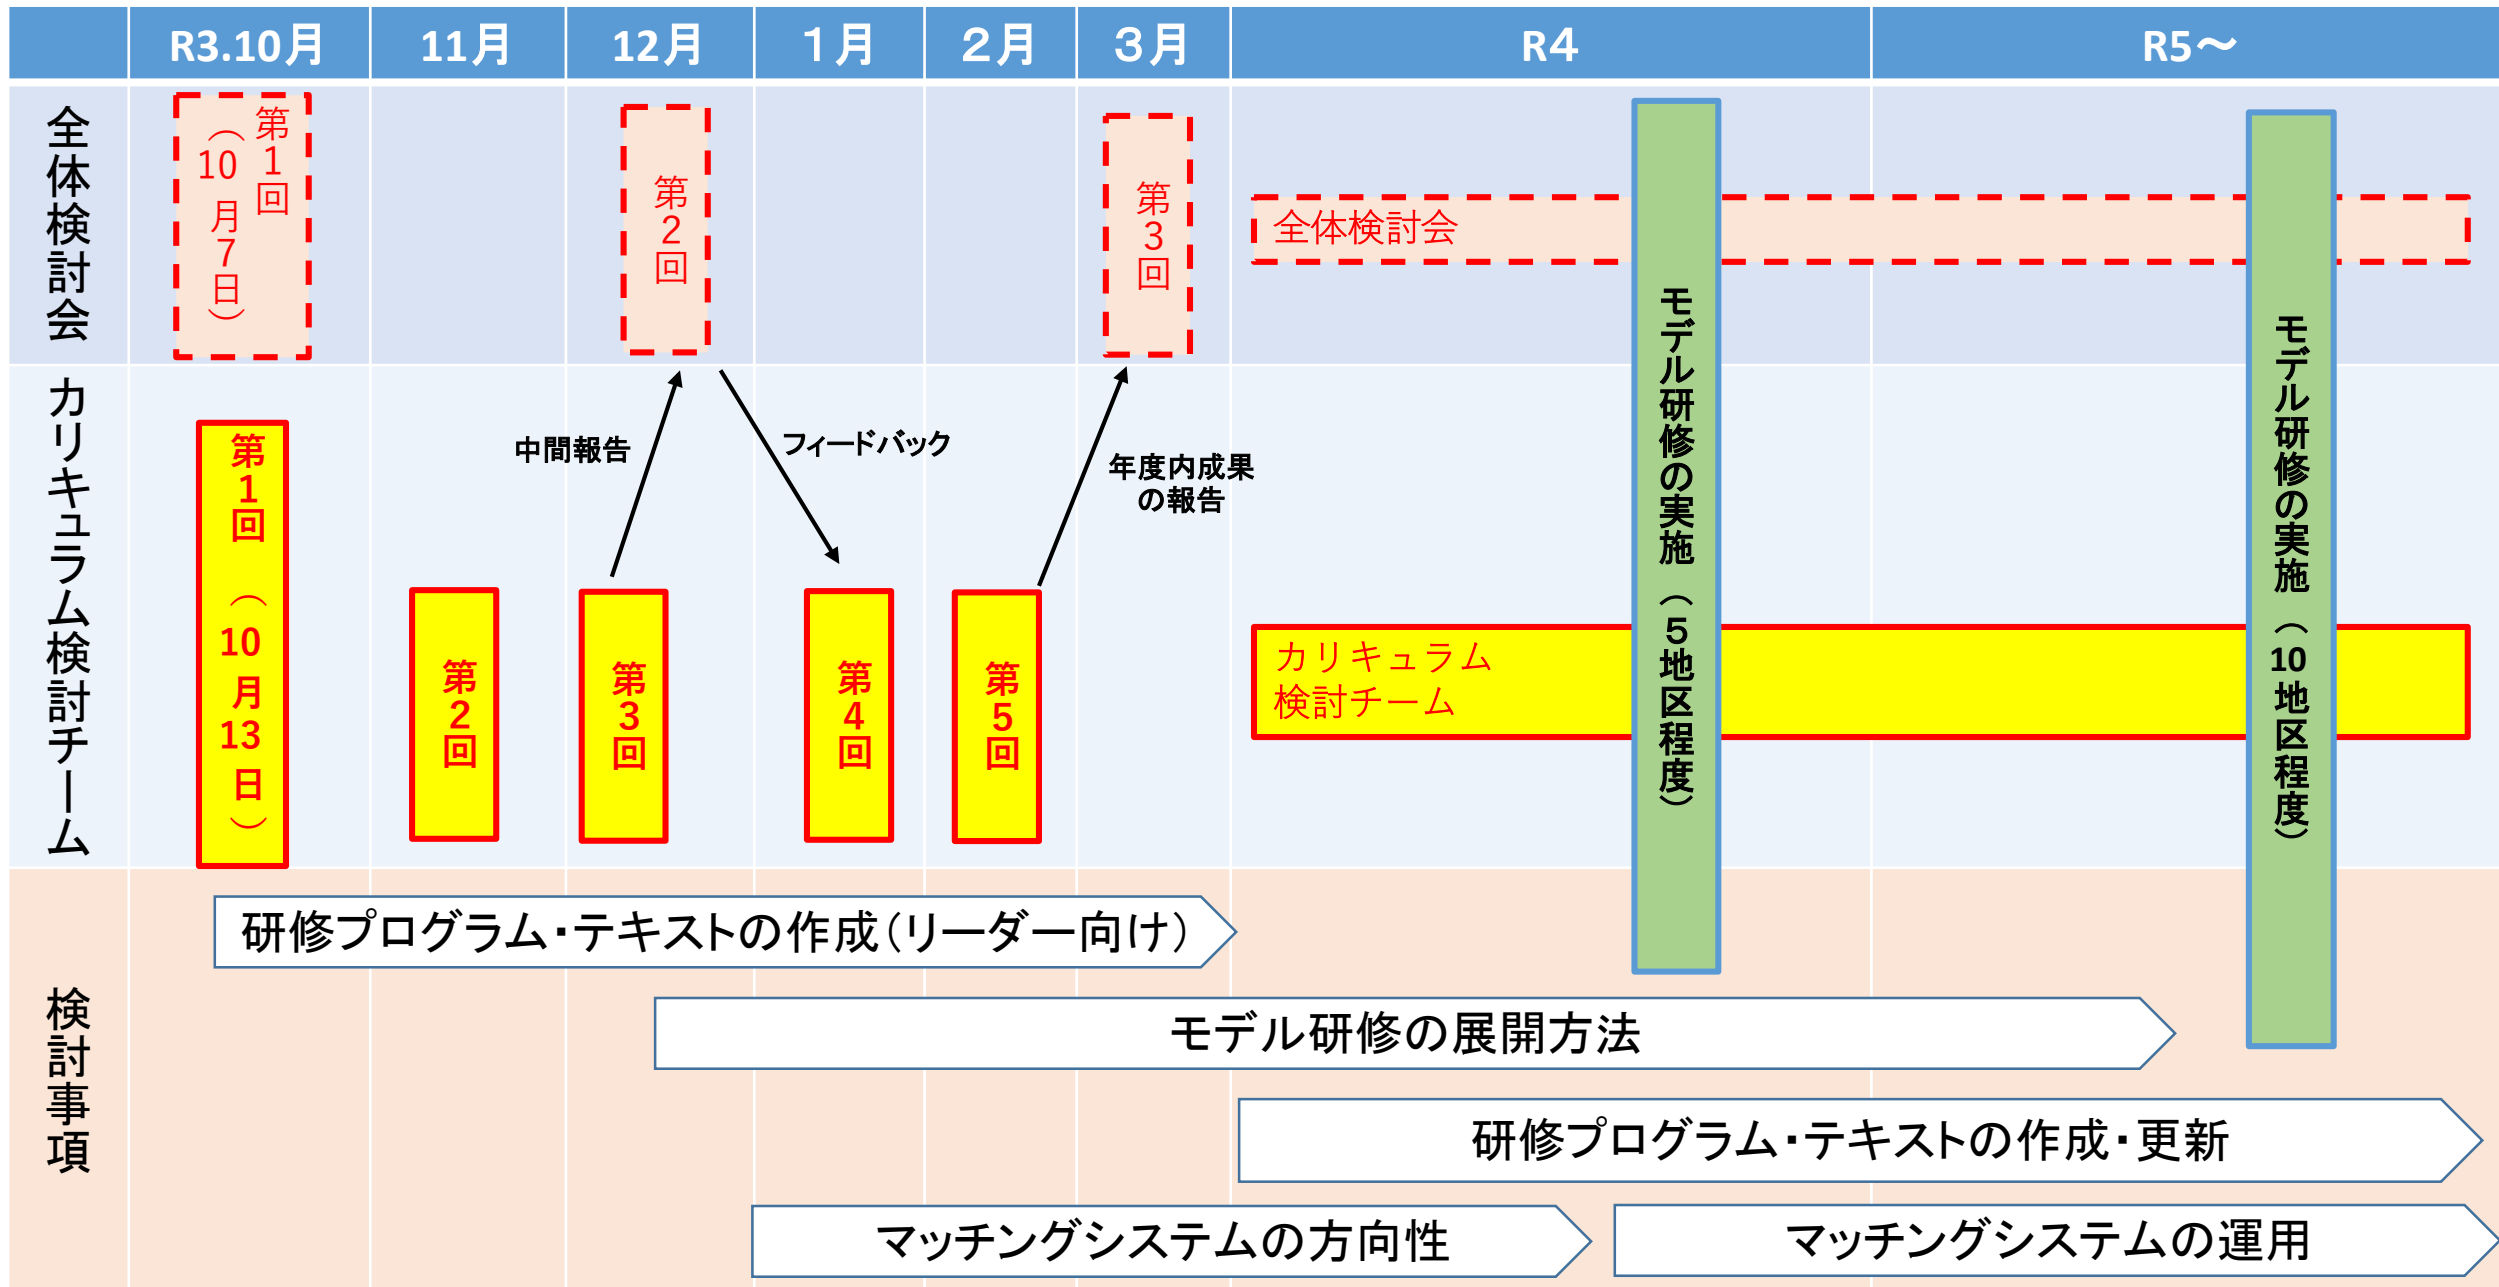 R3.10月
11月
12月
1月
2月
3月
R4
R5～
全体検討会
第1回
（10月7日）
第2回
第3回
全体検討会
カリキュラム検討チーム
第1回（10月13日）
第2回
第3回
第4回
第5回
中間報告
フィードバック
年度内成果
の報告
カリキュラム
検討チーム
モデル研修の実施（5地区程度）
モデル研修の実施（10地区程度）
検討事項
研修プログラム・テキストの作成（リーダー向け）
モデル研修の展開方法
研修プログラム・テキストの作成・更新
マッチングシステムの方向性
マッチングシステムの運用